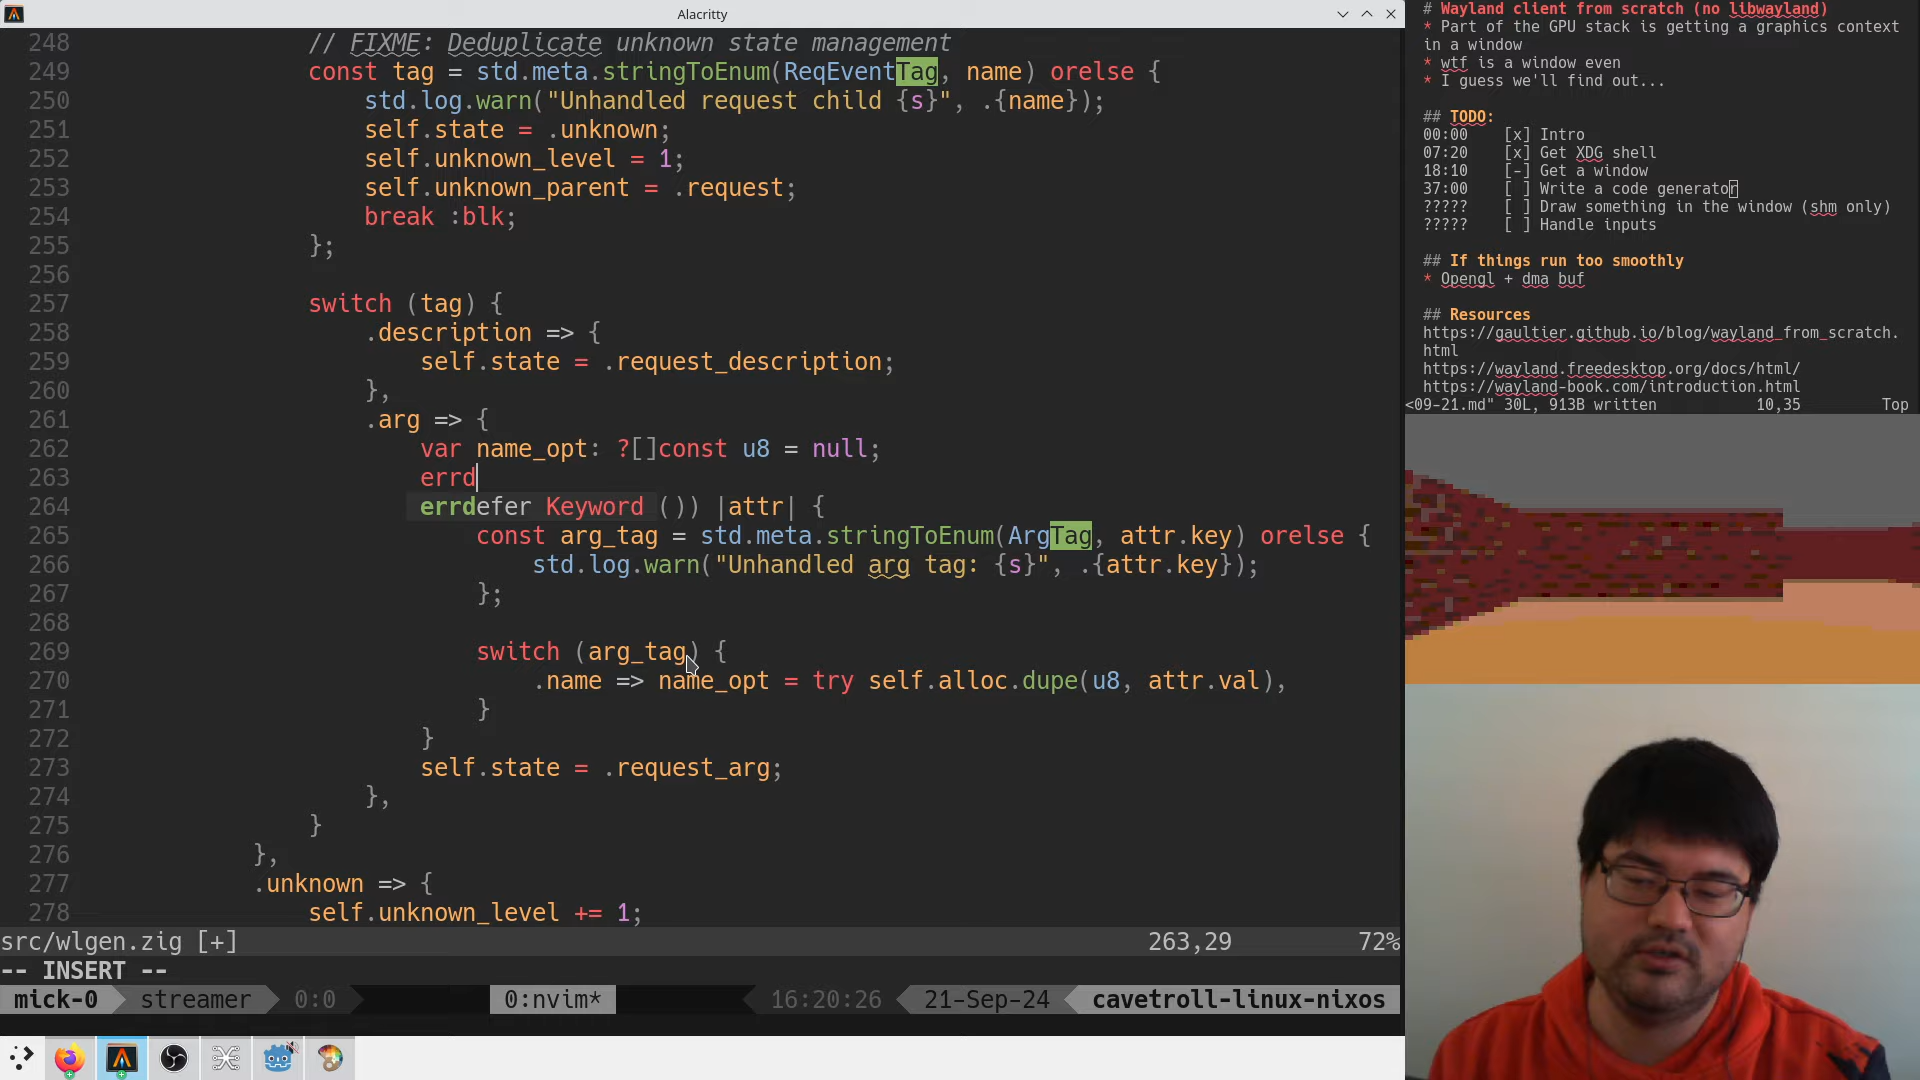 Alacritty
248 // FIXME: Deduplicate unknown state management
249 const tag = std.meta.stringToEnum(ReqEventTag, name) orelse {
250 std.log.warn("Unhandled request child {s}", .{name});
251 self.state = .unknown;
252 self.unknown_level = 1;
253 self.unknown_parent = .request;
254 break :blk;
255 };
256
257 switch (tag) {
258 .description => {
259 self.state = .request_description;
260 },
261 .arg => {
262 var name_opt: ?[]const u8 = null;
263 errd
264 errdefer Keyword ()) |attr| {
265 const arg_tag = std.meta.stringToEnum(ArgTag, attr.key) orelse {
266 std.log.warn("Unhandled arg tag: {s}", .{attr.key});
267 };
268
269 switch (arg_tag) {
270 .name => name_opt = try self.alloc.dupe(u8, attr.val),
271 }
272 }
273 self.state = .request_arg;
274 },
275 }
276 },
277 .unknown => {
278 self.unknown_level += 1;
src/wlgen.zig [+] 263,29 72%
-- INSERT --
mick-0 streamer 0:0 0:nvim* 16:20:26 21-Sep-24 cavetroll-linux-nixos
# Wayland client from scratch (no libwayland)
* Part of the GPU stack is getting a graphics context
in a window
* wtf is a window even
* I guess we'll find out...
## TODO:
00:00 [x] Intro
07:20 [x] Get XDG shell
18:10 [-] Get a window
37:00 [ ] Write a code generator
????? [ ] Draw something in the window (shm only)
????? [ ] Handle inputs
## If things run too smoothly
* Opengl + dma buf
## Resources
https://gaultier.github.io/blog/wayland_from_scratch.
html
https://wayland.freedesktop.org/docs/html/
https://wayland-book.com/introduction.html
<09-21.md" 30L, 913B written 10,35 Top